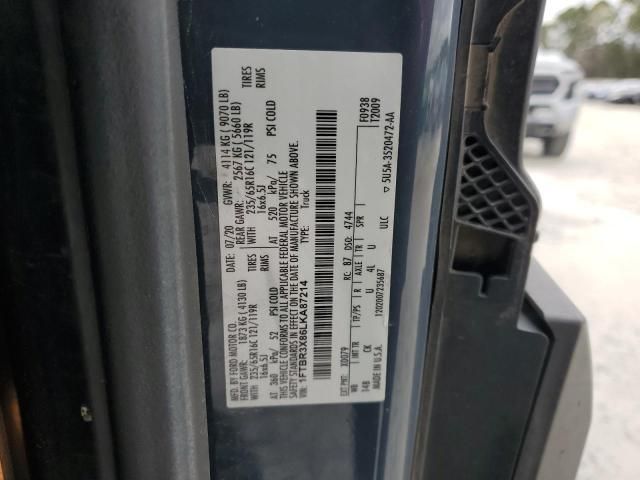 MFD. BY FORD MOTOR CO. 07/20 GVWR: 4114 KG ( 9070 LB)
FRONT GAWR: 1873 KG ( 4130 LB) REAR GAWR: 2567 KG ( 5660 LB)
WITH 235/65R16C 121/119R TIRES WITH 235/65R16C 121/119R TIRES
16x6.5J RIMS 16x6.5J RIMS
AT 360 kPa/ 52 PSI COLD AT 520 kPa/ 75 PSI COLD
THIS VEHICLE CONFORMS TO ALL APPLICABLE FEDERAL MOTOR VEHICLE
SAFETY STANDARDS IN EFFECT ON THE DATE OF MANUFACTURE SHOWN ABOVE.
VIN: 1FTBR3X86LKA87214 TYPE: Truck
EXT PNT: X0079 RC: 87 DSO: 4744 F0938
T2009
WB INT TR TP/PS R AXLE TR SPR
148 CK U 4L U ULC ▽ 5U5A-3520472-AA
MADE IN U.S.A. 1202007235687